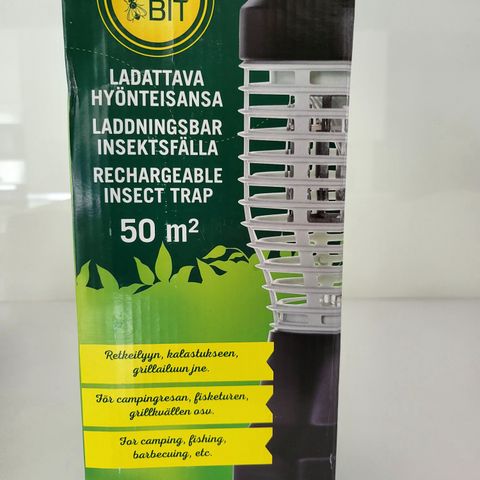 BIT
LADATTAVA
HYÖNTEISANSA
LADDNINGSBAR
INSEKTSFÄLLA
RECHARGEABLE
INSECT TRAP
50 m²
Retkeilyyn, kalastukseen,
grillailuun jne.
För campingresan, fisketuren,
grillkvällen osv.
For camping, fishing,
barbecuing, etc.